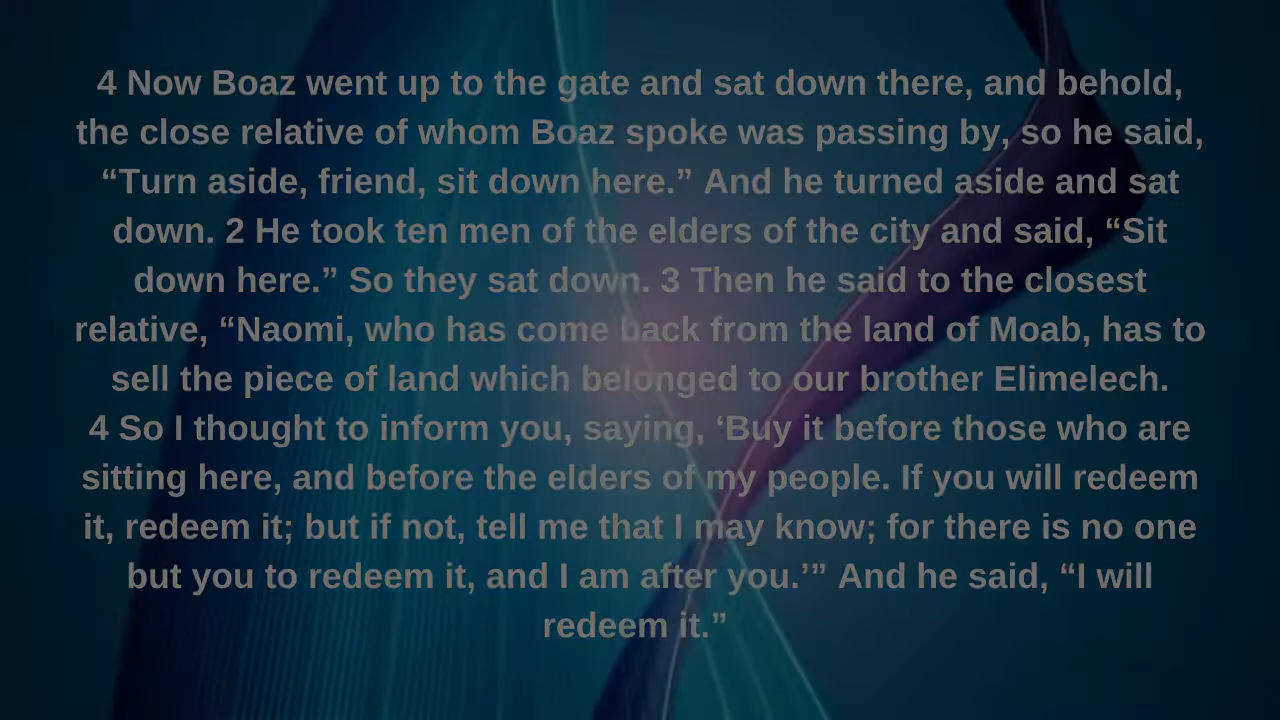 4 Now Boaz went up to the gate and sat down there, and behold,
the close relative of whom Boaz spoke was passing by, so he said,
“Turn aside, friend, sit down here.” And he turned aside and sat
down. 2 He took ten men of the elders of the city and said, “Sit
down here.” So they sat down. 3 Then he said to the closest
relative, “Naomi, who has come back from the land of Moab, has to
sell the piece of land which belonged to our brother Elimelech.
4 So I thought to inform you, saying, ‘Buy it before those who are
sitting here, and before the elders of my people. If you will redeem
it, redeem it; but if not, tell me that I may know; for there is no one
but you to redeem it, and I am after you.’” And he said, “I will
redeem it.”